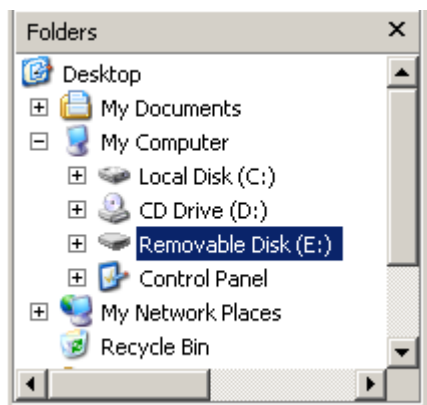 Folders
Desktop
My Documents
My Computer
Local Disk (C:)
CD Drive (D:)
Removable Disk (E:)
Control Panel
My Network Places
Recycle Bin